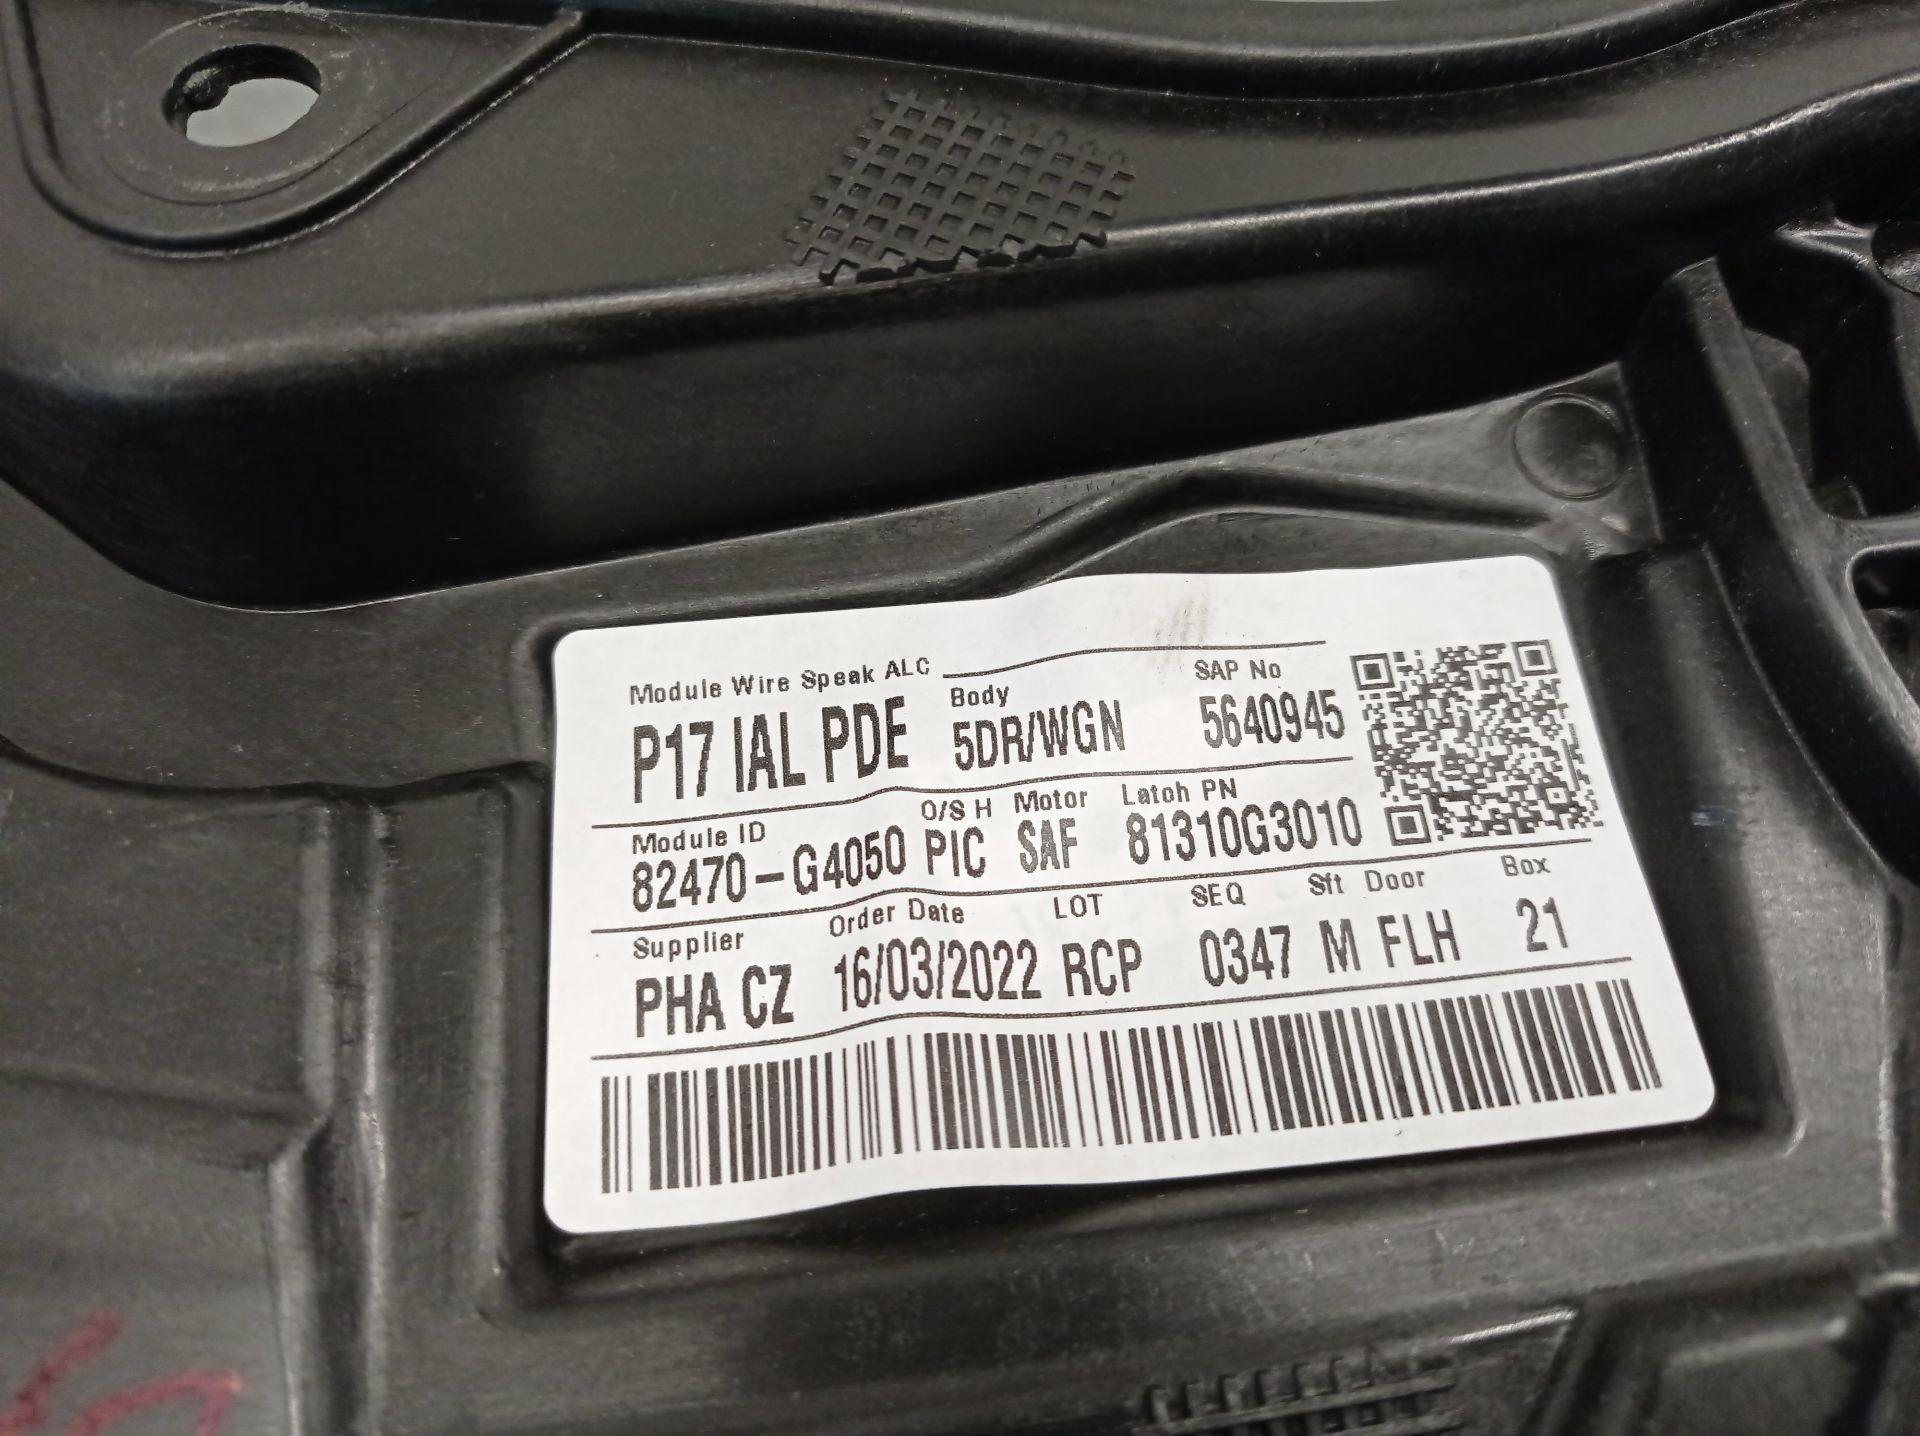 Module Wire Speak ALC
P17 IAL PDE
Body
5DR/WGN
SAP No
5640945
Module ID
82470-G4050
O/S H
PIC
Motor
SAF
Latch PN
81310G3010
Supplier
PHA CZ
Order Date
16/03/2022
LOT
RCP
SEQ
0347
Sft
M
Door
FLH
Box
21